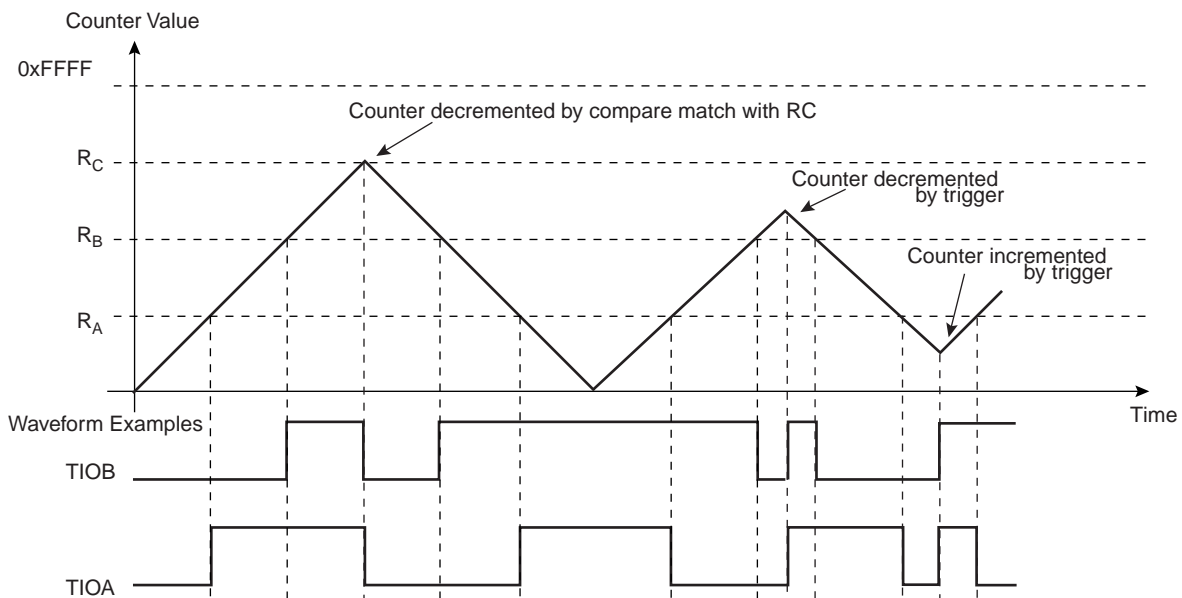 Counter Value
0xFFFF
Counter decremented by compare match with RC
RC
Counter decremented
by trigger
RB
Counter incremented
by trigger
RA
Time
Waveform Examples
TIOB
TIOA